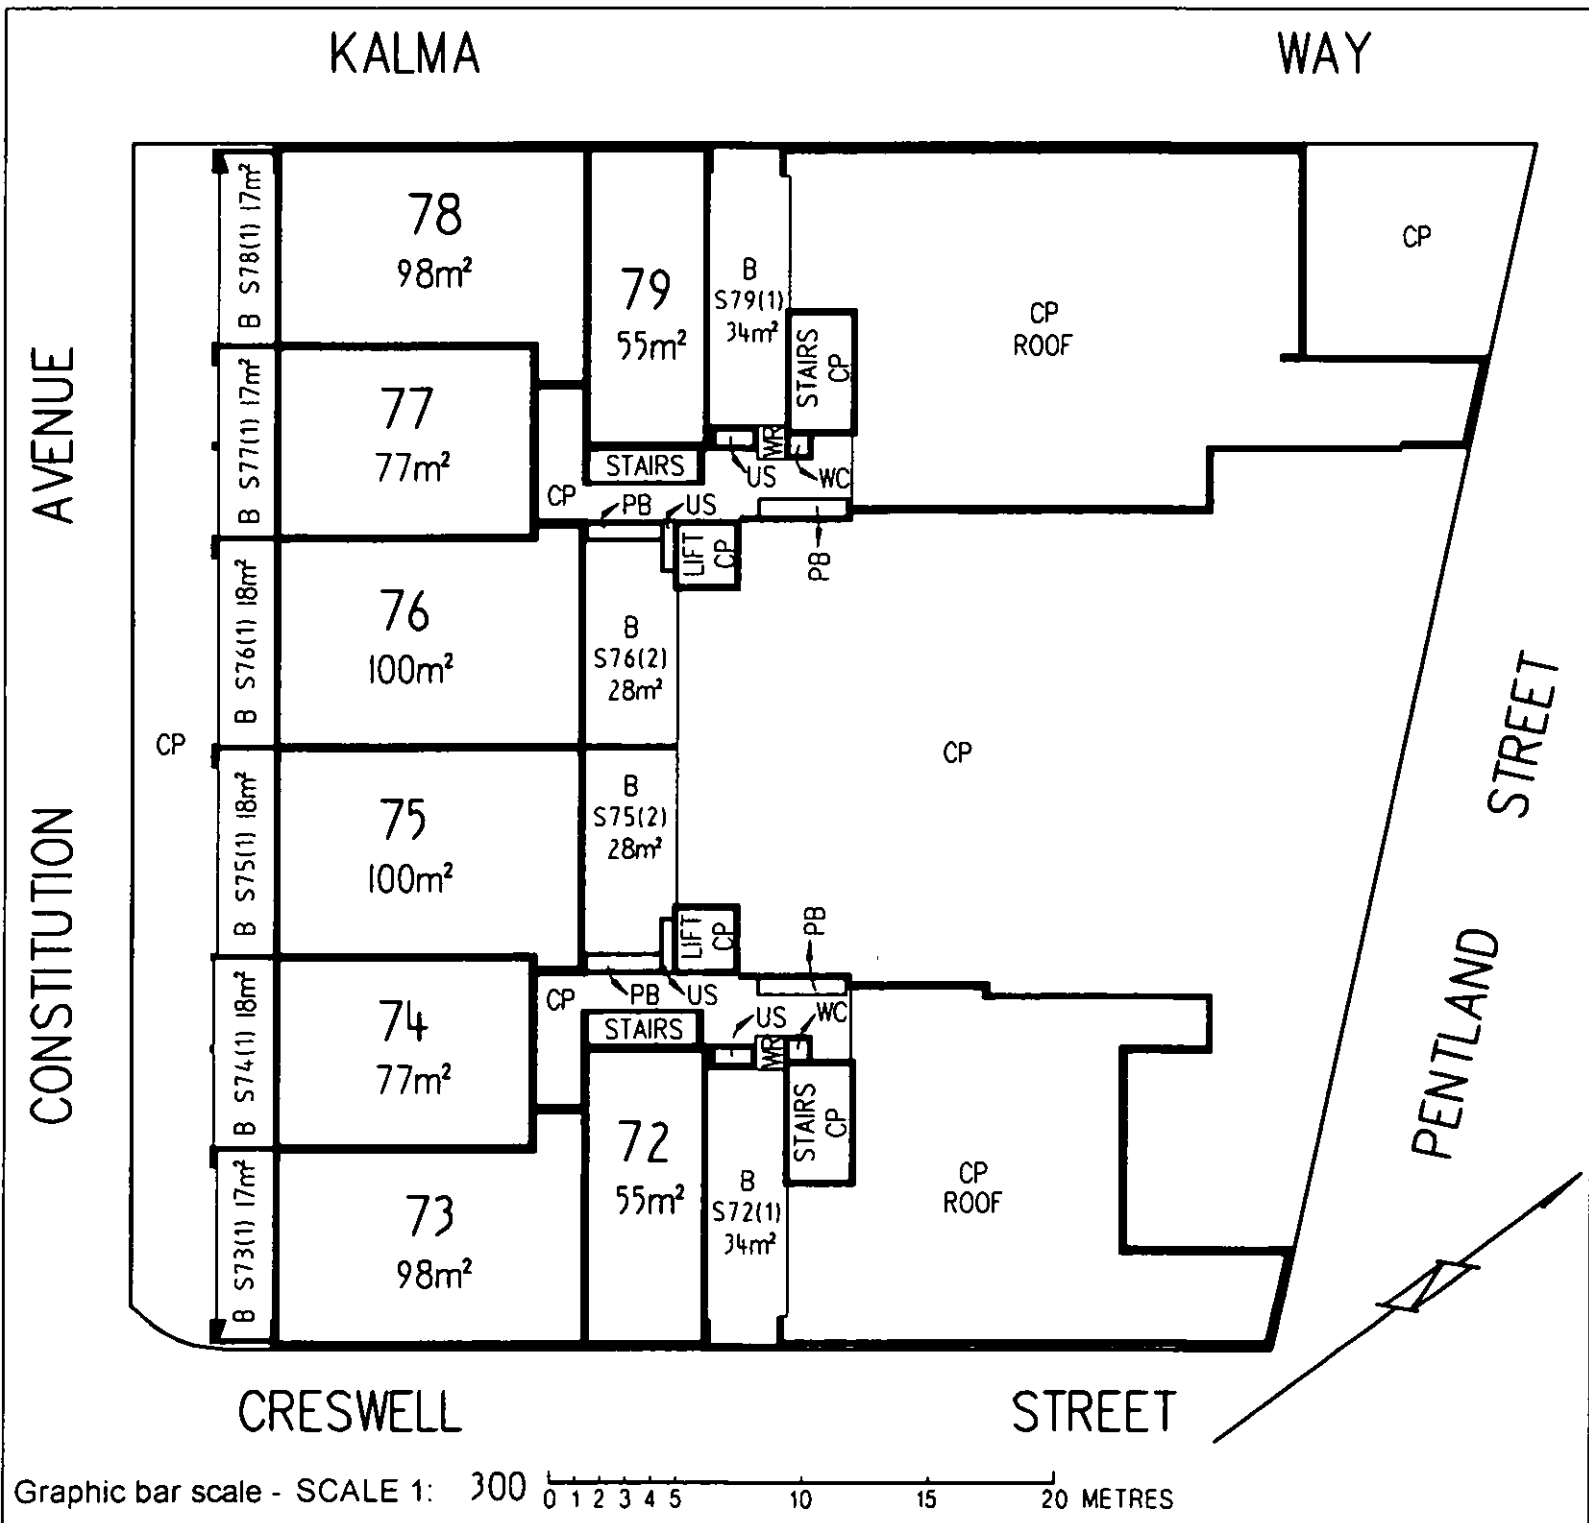 KALMA WAY
78
98m²
B S78(1) 17m²
79
55m²
B
S79(1)
34m²
CP
ROOF
CP
STAIRS
CP
77
77m²
B S77(1) 17m²
STAIRS
WR
US
WC
CP
PB
US
LIFT
CP
PB
76
100m²
B S76(1) 18m²
B
S76(2)
28m²
CP
CP
75
100m²
B S75(1) 18m²
B
S75(2)
28m²
LIFT
CP
PB
CP
PB
US
US
WC
WR
STAIRS
74
77m²
B S74(1) 18m²
72
55m²
STAIRS
CP
B
S72(1)
34m²
CP
ROOF
73
98m²
B S73(1) 17m²
CONSTITUTION AVENUE
PENTLAND STREET
N
CRESWELL STREET
Graphic bar scale - SCALE 1: 300
0 1 2 3 4 5 10 15 20 METRES